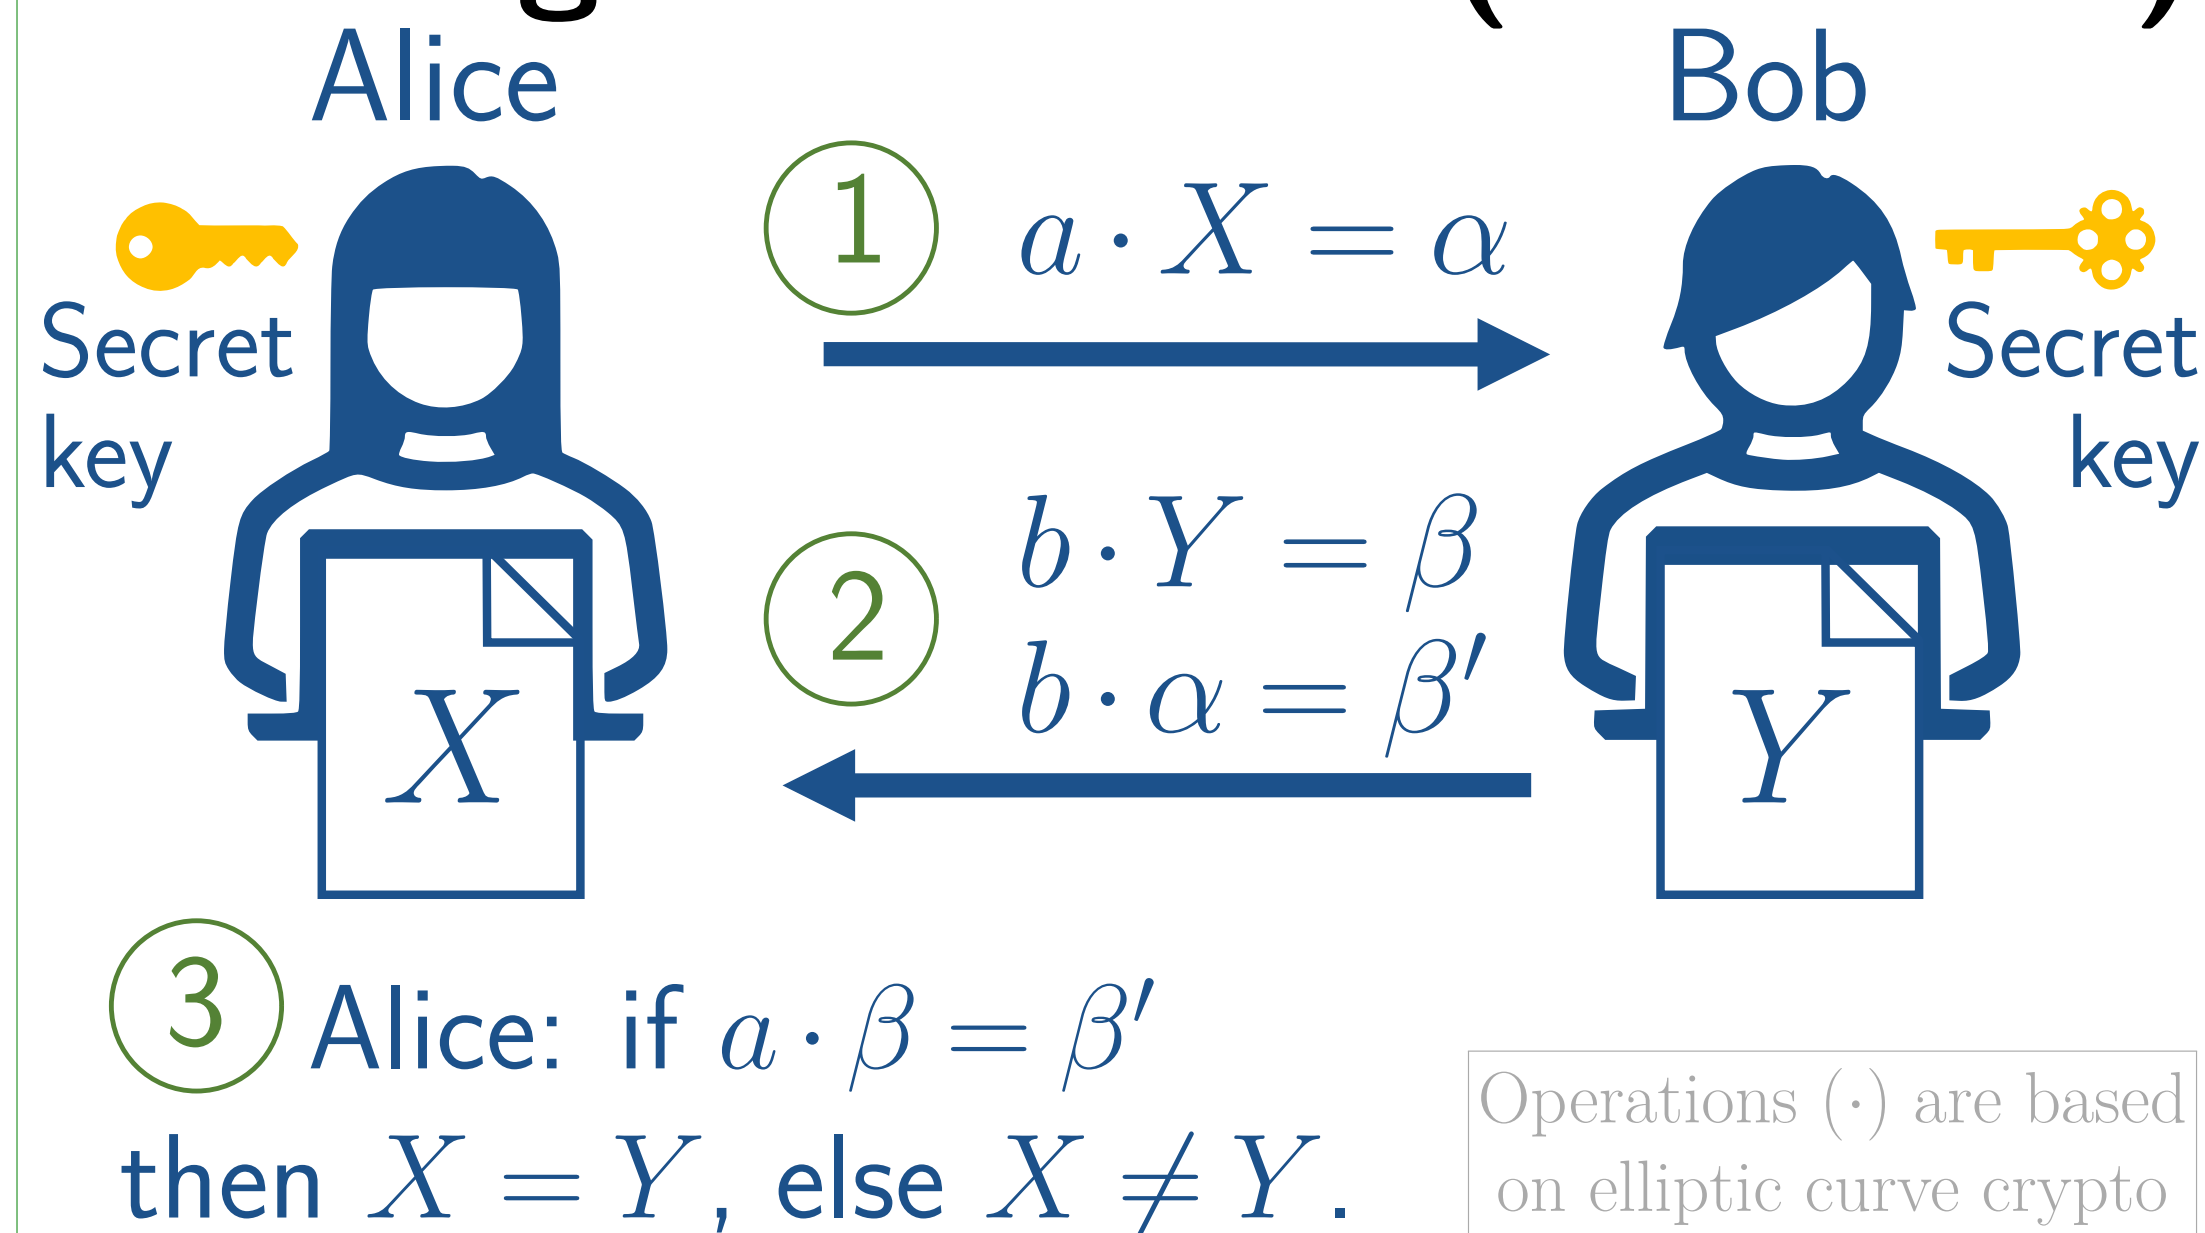 Alice
Bob
Secret
key
Secret
key
1
a · X = α
2
b · Y = β
b · α = β′
X
Y
3
Alice: if a · β = β′
then X = Y, else X ≠ Y.
Operations (·) are based
on elliptic curve crypto